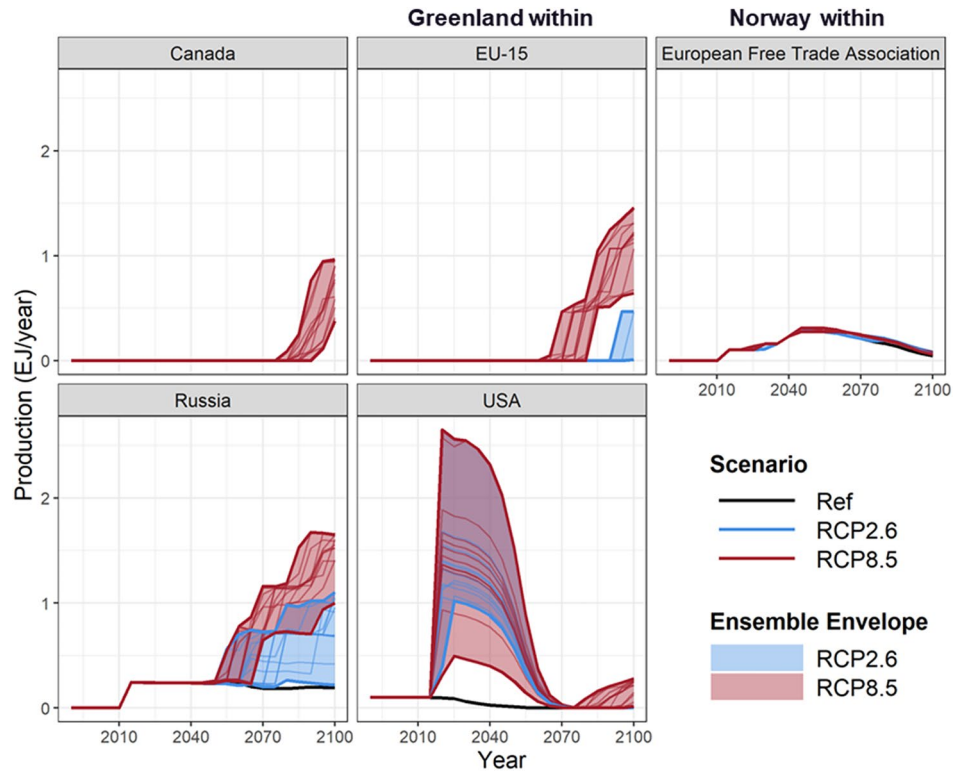 Greenland within
Norway within
Canada
EU-15
European Free Trade Association
2
1
0
2010
2040
2070
2100
Production (EJ/year)
Russia
USA
2
1
0
2010
2040
2070
2100
2010
2040
2070
2100
Year
Scenario
Ref
RCP2.6
RCP8.5
Ensemble Envelope
RCP2.6
RCP8.5